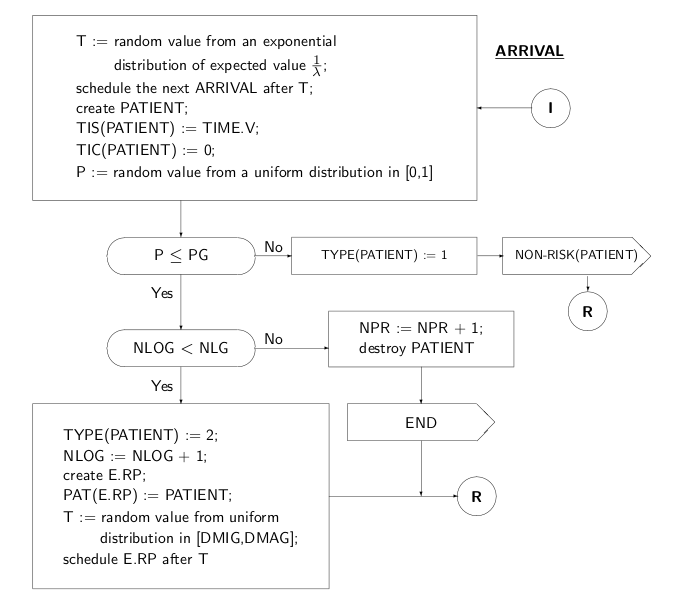 T := random value from an exponential
distribution of expected value 1/λ;
ARRIVAL
schedule the next ARRIVAL after T;
create PATIENT;
I
TIS(PATIENT) := TIME.V;
TIC(PATIENT) := 0;
P := random value from a uniform distribution in [0,1]
P ≤ PG
No
TYPE(PATIENT) := 1
NON-RISK(PATIENT)
Yes
R
NLOG < NLG
No
NPR := NPR + 1;
destroy PATIENT
Yes
END
TYPE(PATIENT) := 2;
NLOG := NLOG + 1;
create E.RP;
PAT(E.RP) := PATIENT;
R
T := random value from uniform
distribution in [DMIG,DMAG];
schedule E.RP after T